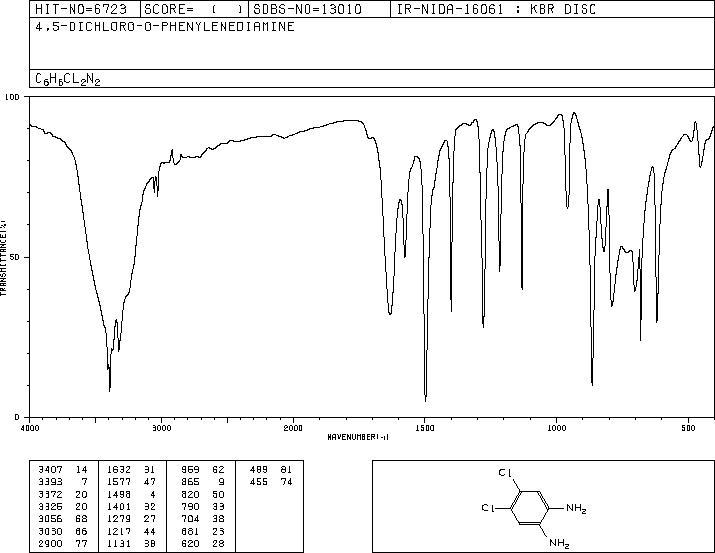 HIT-NO=6723 SCORE= ( ) SDBS-NO=13010 IR-NIDA-16061 : KBR DISC
4,5-DICHLORO-O-PHENYLENEDIAMINE
C6H6CL2N2
100
50
0
TRANSMITTANCE(%)
4000 3000 2000 1500 1000 500
WAVENUMBER(-1)
3407 14 1632 31 959 62 489 81
3393 7 1577 47 865 9 455 74
3372 20 1498 4 820 50
3325 20 1401 32 790 33
3056 68 1279 27 704 38
3030 66 1217 44 681 23
2900 77 1131 38 620 28
Cl
Cl
NH2
NH2